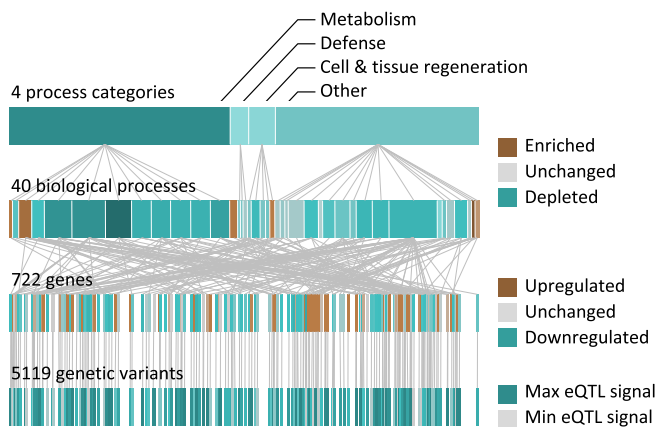 Metabolism
Defense
Cell & tissue regeneration
Other
4 process categories
Enriched
Unchanged
Depleted
40 biological processes
722 genes
Upregulated
Unchanged
Downregulated
5119 genetic variants
Max eQTL signal
Min eQTL signal